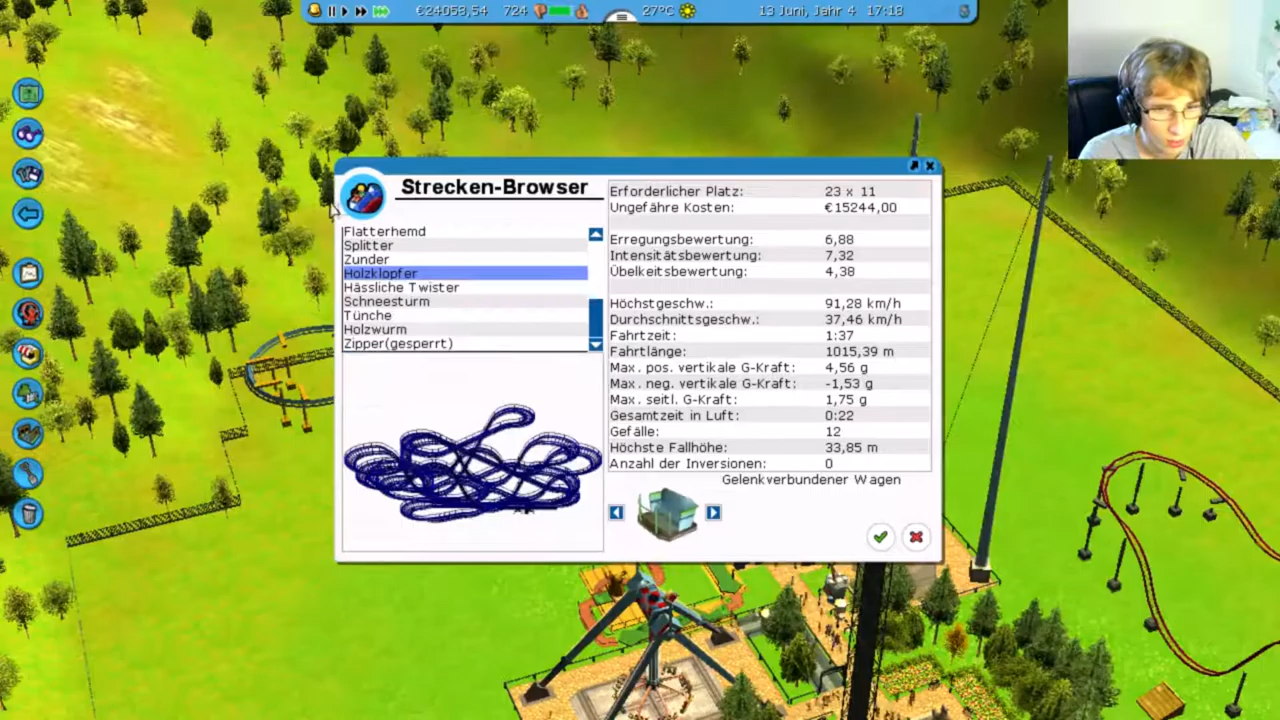 €24053,54 724 27°C 13 Juni, Jahr 4 17:18
Strecken-Browser
Flatterhemd
Splitter
Zunder
Holzklopfer
Hässliche Twister
Schneesturm
Tünche
Holzwurm
Zipper(gesperrt)
Erforderlicher Platz: 23 x 11
Ungefähre Kosten: €15244,00
Erregungsbewertung: 6,88
Intensitätsbewertung: 7,32
Übelkeitsbewertung: 4,38
Höchstgeschw.: 91,28 km/h
Durchschnittsgeschw.: 37,46 km/h
Fahrtzeit: 1:37
Fahrtlänge: 1015,39 m
Max. pos. vertikale G-Kraft: 4,56 g
Max. neg. vertikale G-Kraft: -1,53 g
Max. seitl. G-Kraft: 1,75 g
Gesamtzeit in Luft: 0:22
Gefälle: 12
Höchste Fallhöhe: 33,85 m
Anzahl der Inversionen: 0
Gelenkverbundener Wagen